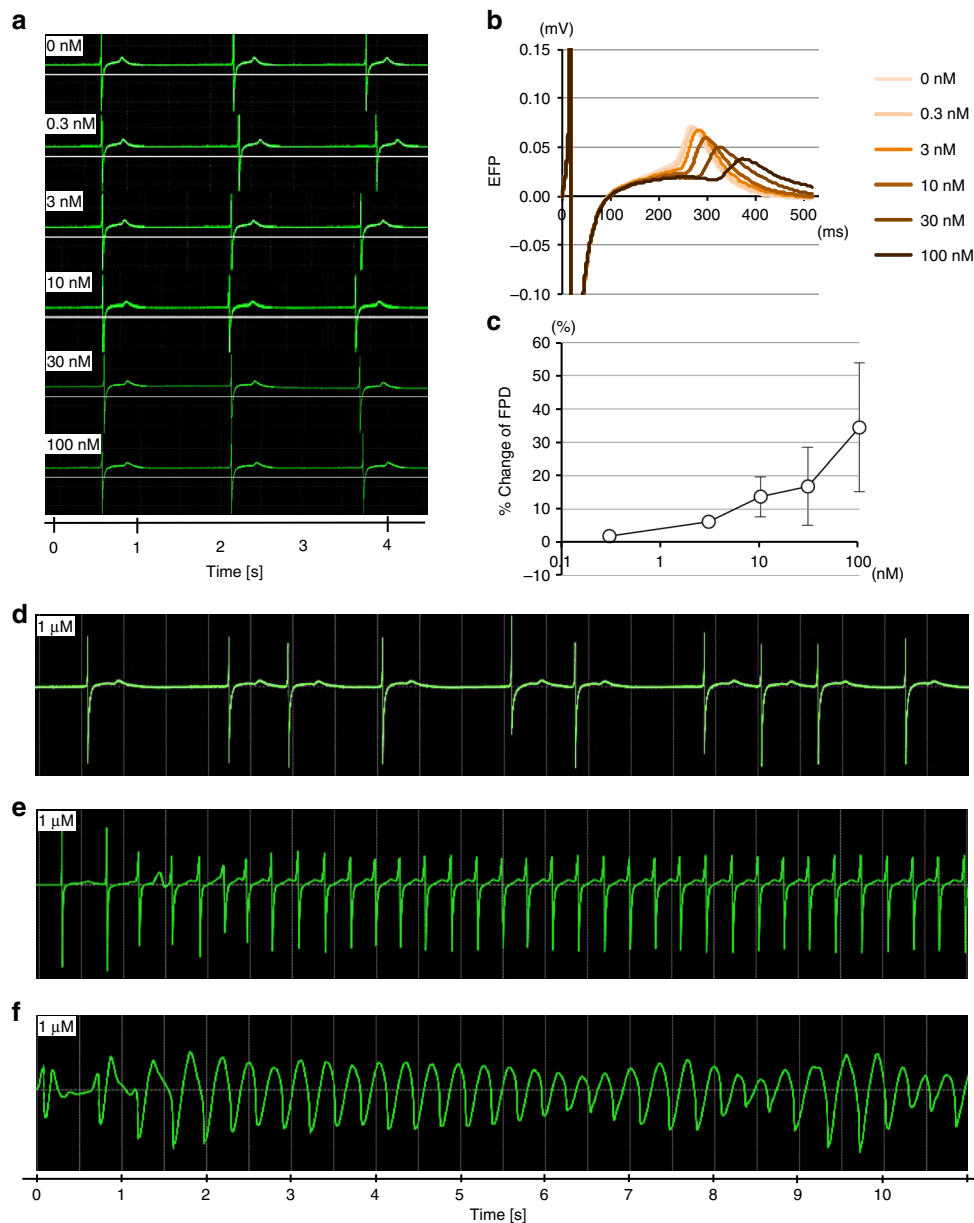 a
0 nM
0.3 nM
3 nM
10 nM
30 nM
100 nM
0 1 2 3 4
Time [s]
b
(mV)
0.15
0.10
0.05
0.00
−0.05
−0.10
EFP
0 100 200 300 400 500
(ms)
0 nM
0.3 nM
3 nM
10 nM
30 nM
100 nM
c
(%)
60
50
40
30
20
10
0
−10
% Change of FPD
0.1 1 10 100
(nM)
d
1 μM
e
1 μM
f
1 μM
0 1 2 3 4 5 6 7 8 9 10
Time [s]